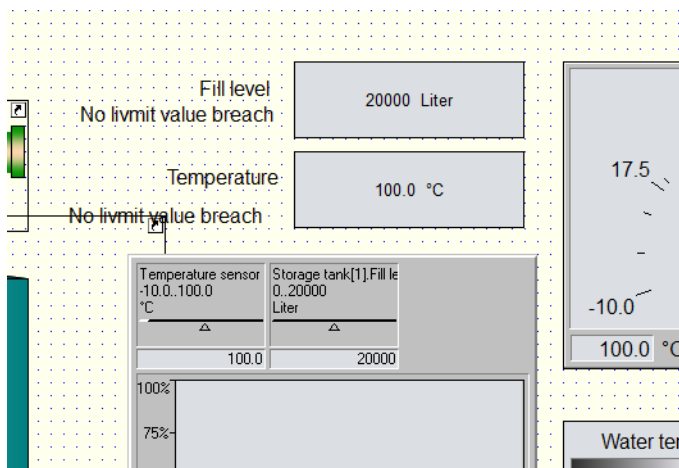 Fill level
No livmit value breach
20000 Liter
Temperature
100.0 °C
No livmit value breach
17.5
-10.0
100.0 °C
Temperature sensor
-10.0..100.0
°C
100.0
Storage tank[1].Fill le
0..20000
Liter
20000
100%
75%
Water ter